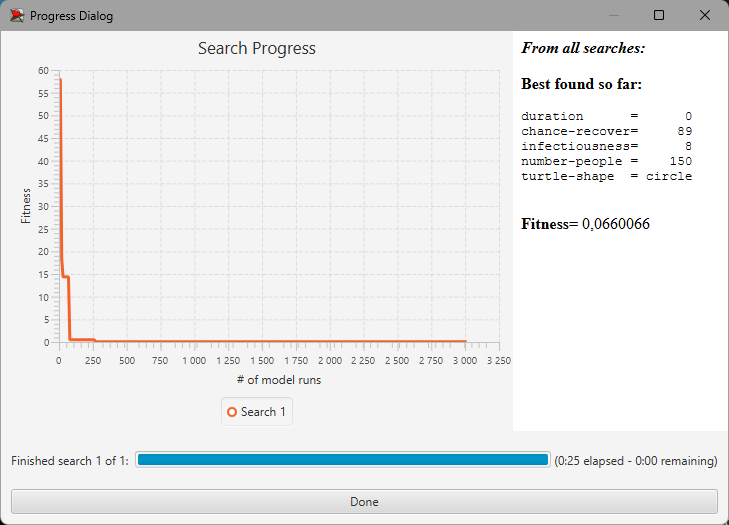 Progress Dialog
Search Progress
60
55
50
45
40
35
30
25
20
15
10
5
0
Fitness
0 250 500 750 1 000 1 250 1 500 1 750 2 000 2 250 2 500 2 750 3 000 3 250
# of model runs
Search 1
From all searches:
Best found so far:
duration      =      0
chance-recover=     89
infectiousness=      8
number-people =    150
turtle-shape  = circle
Fitness= 0,0660066
Finished search 1 of 1: (0:25 elapsed - 0:00 remaining)
Done